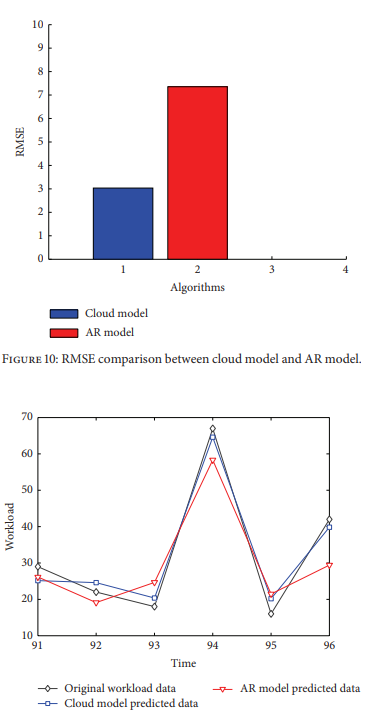 10
9
8
7
6
5
4
3
2
1
0
RMSE
1 2 3 4
Algorithms
Cloud model
AR model
FIGURE 10: RMSE comparison between cloud model and AR model.
70
60
50
40
30
20
10
Workload
91 92 93 94 95 96
Time
Original workload data
Cloud model predicted data
AR model predicted data